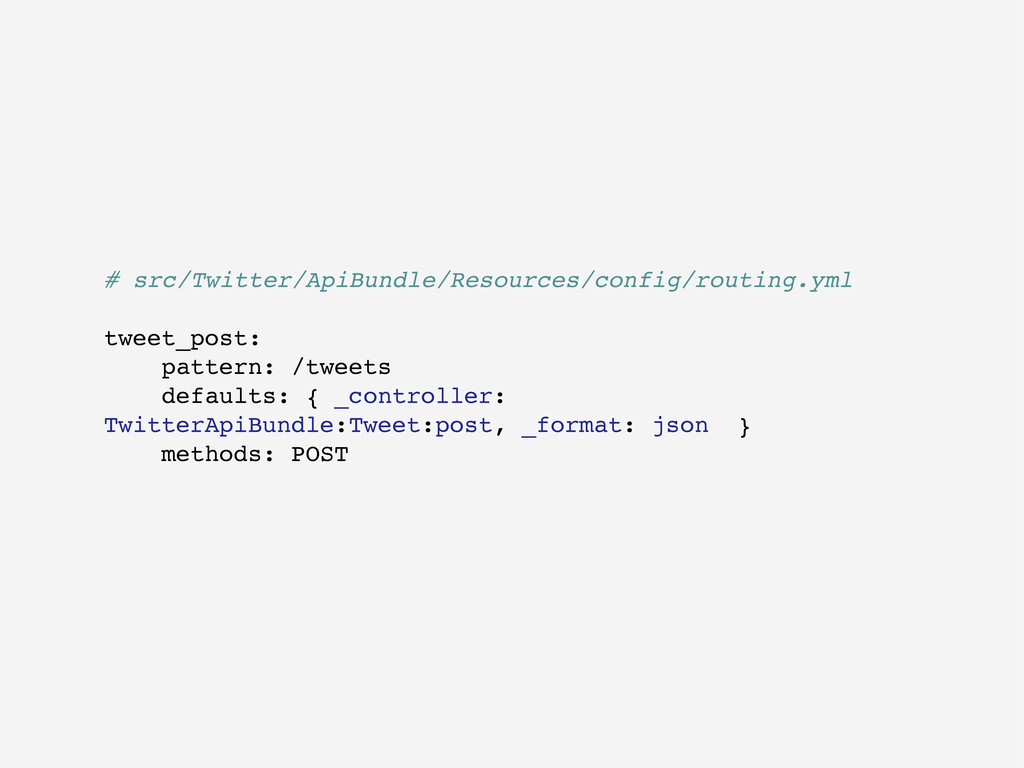 # src/Twitter/ApiBundle/Resources/config/routing.yml
tweet_post:
    pattern: /tweets
    defaults: { _controller:
TwitterApiBundle:Tweet:post, _format: json  }
    methods: POST